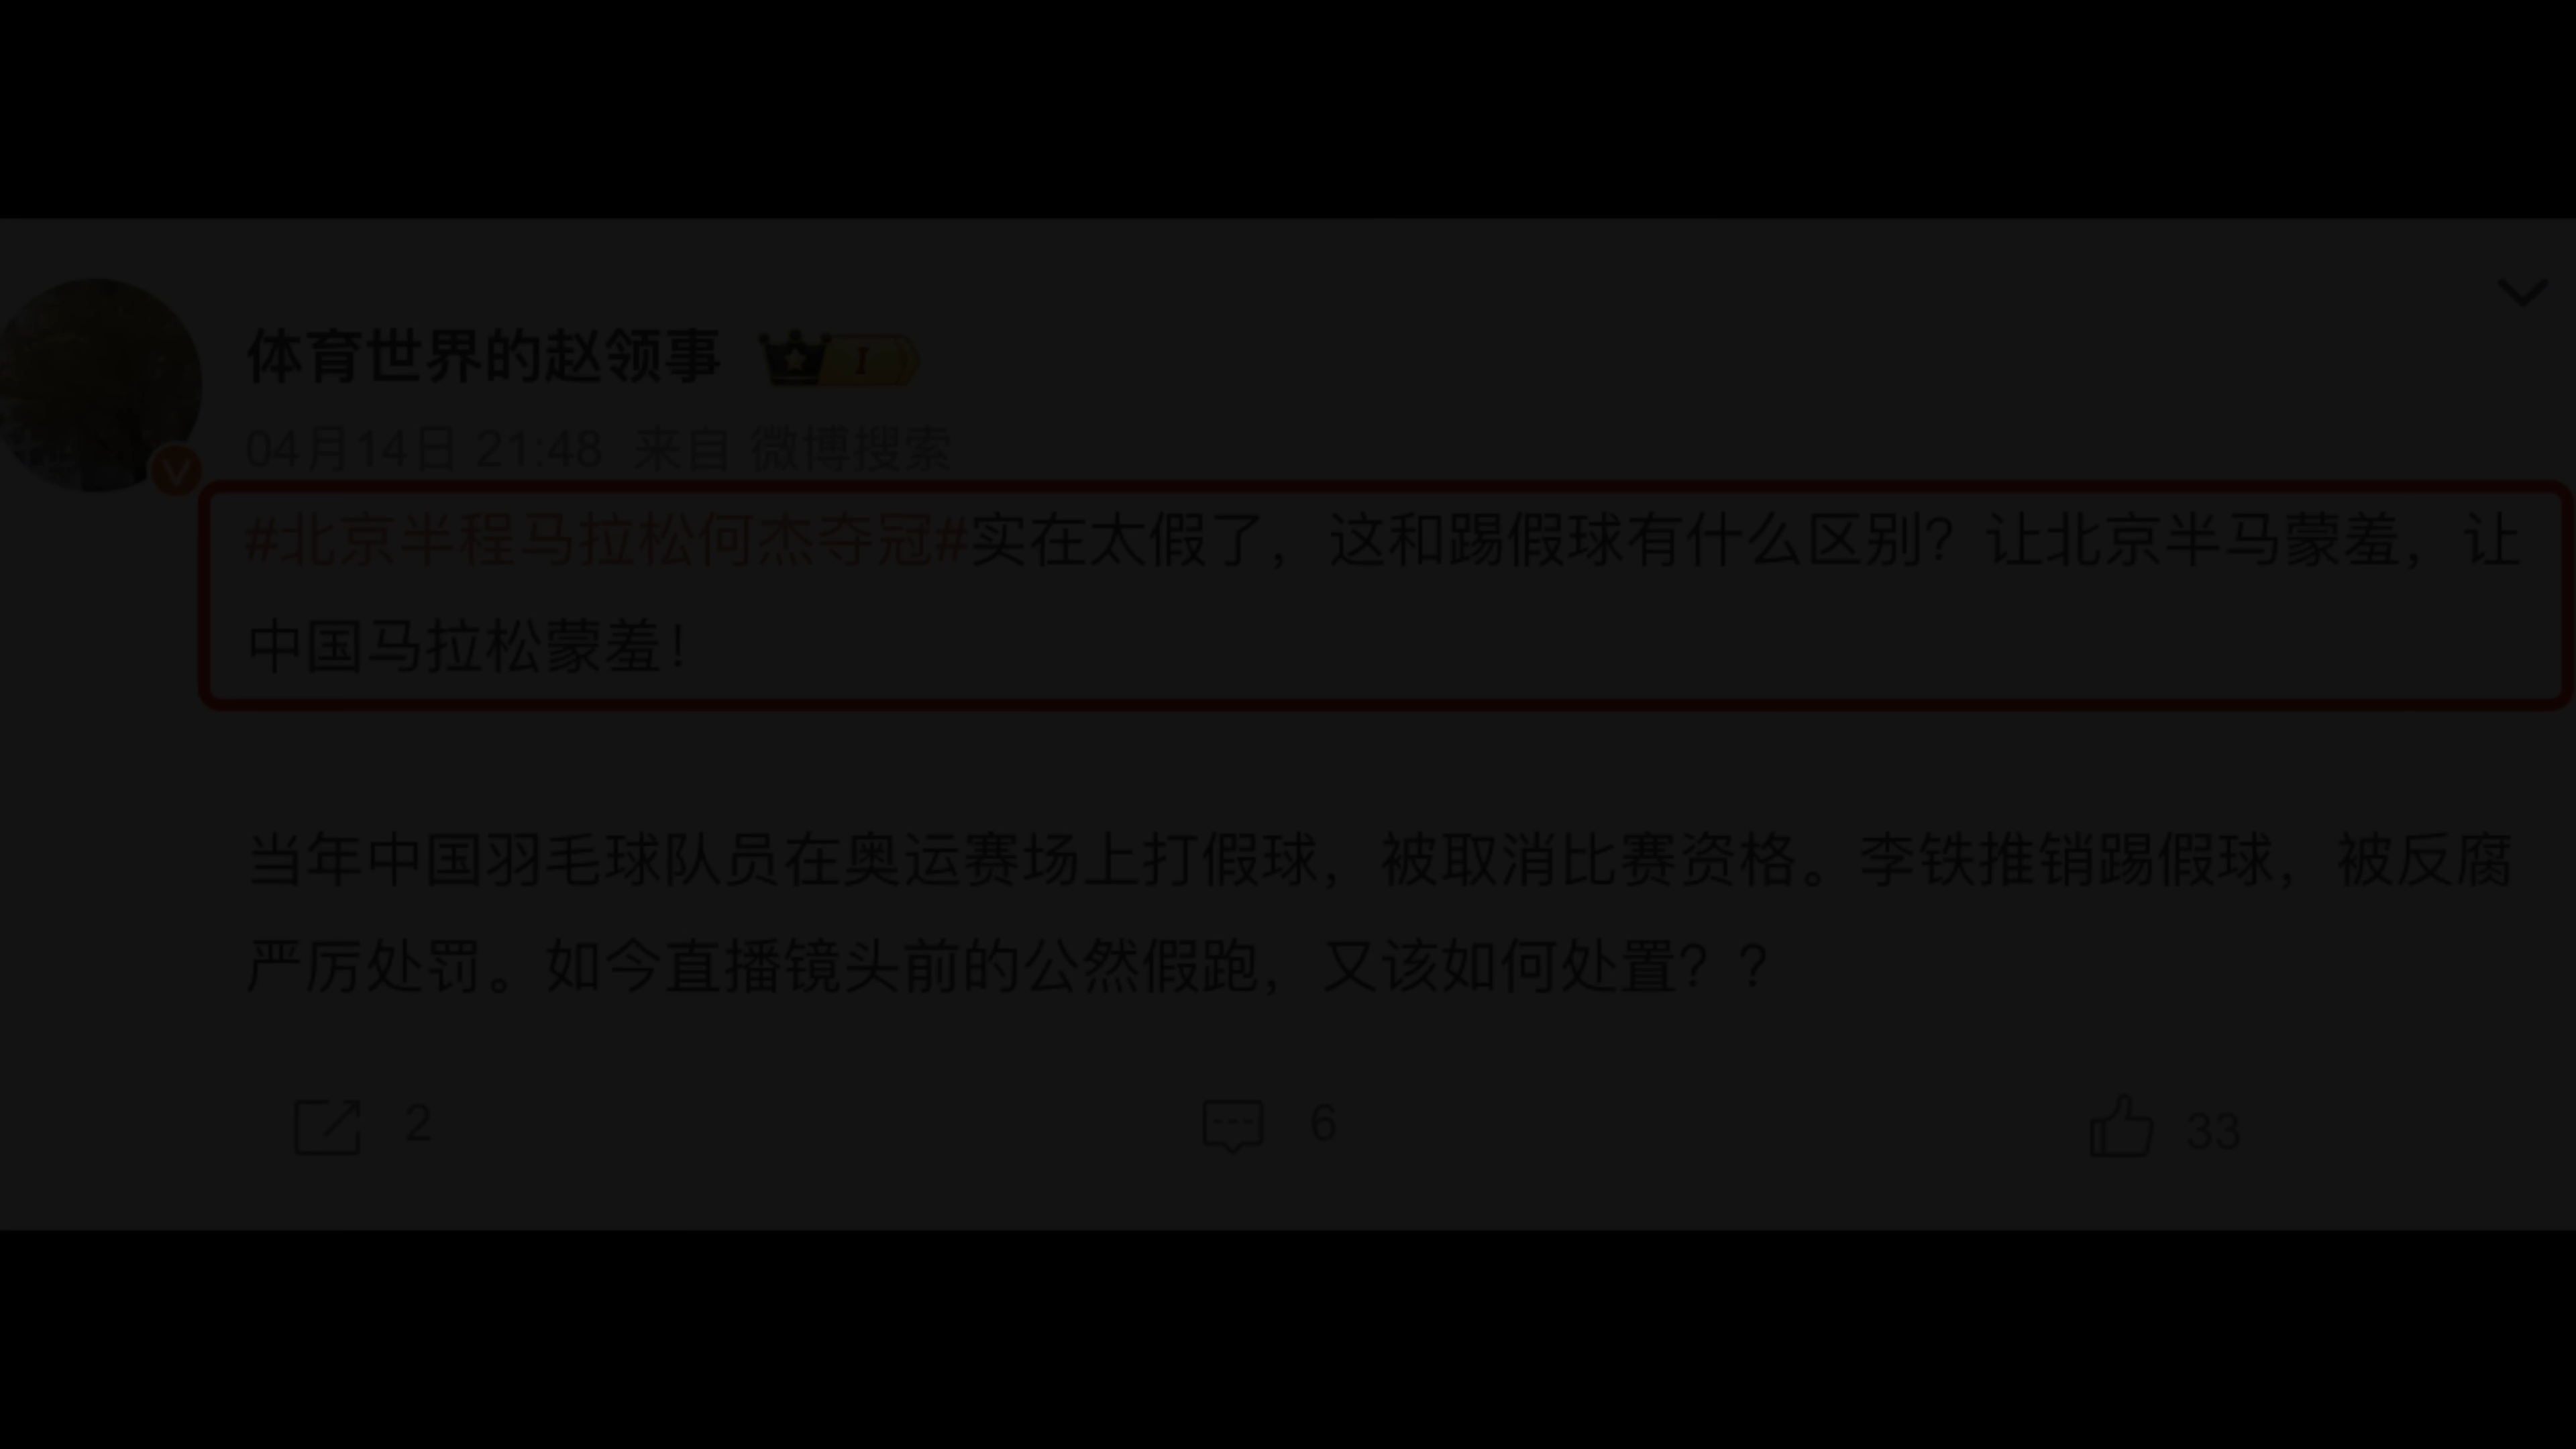 体育世界的赵领事
I
04月14日 21:48 来自 微博搜索
#北京半程马拉松何杰夺冠#实在太假了，这和踢假球有什么区别？让北京半马蒙羞，让
中国马拉松蒙羞！
当年中国羽毛球队员在奥运赛场上打假球，被取消比赛资格。李铁推销踢假球，被反腐
严厉处罚。如今直播镜头前的公然假跑，又该如何处置？？
2
6
33